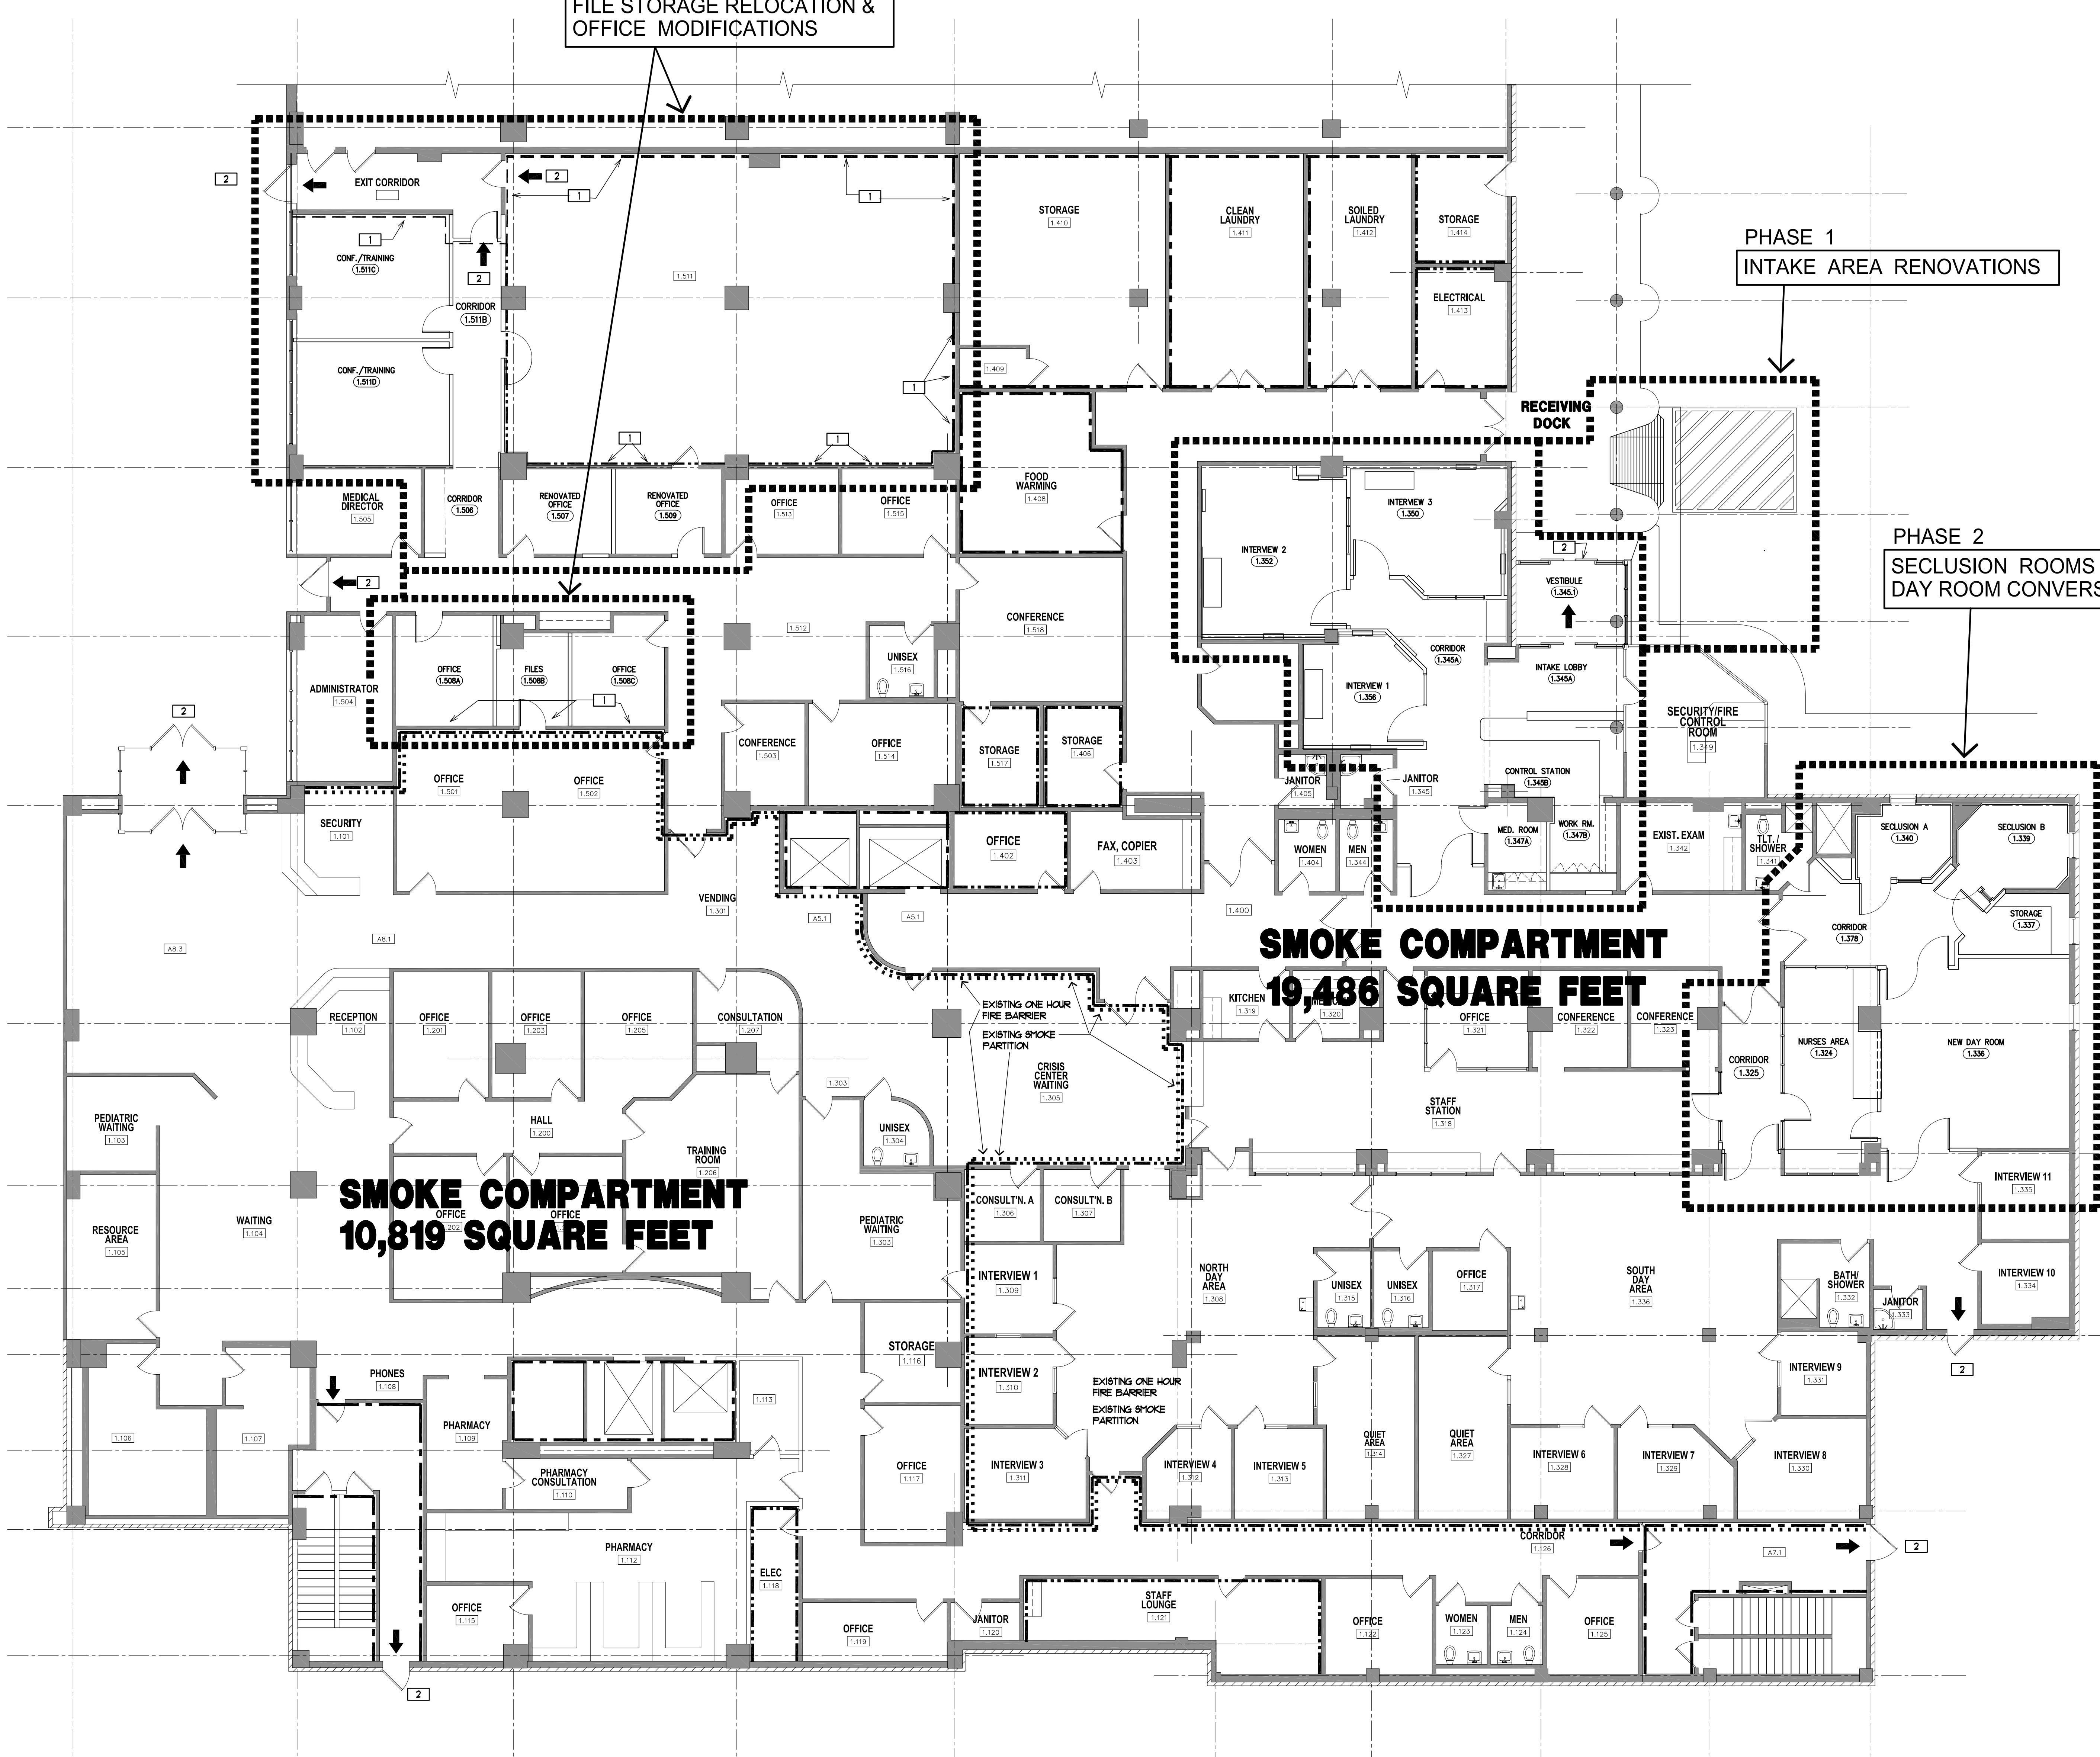 FILE STORAGE RELOCATION &
OFFICE MODIFICATIONS
2
EXIT CORRIDOR
2
1
1
1
CONF./TRAINING
1.511C
2
CORRIDOR
1.511B
1.511
CONF./TRAINING
1.511D
1
1
1
STORAGE
1.410
CLEAN
LAUNDRY
1.411
SOILED
LAUNDRY
1.412
STORAGE
1.414
ELECTRICAL
1.413
1.409
PHASE 1
INTAKE AREA RENOVATIONS
RECEIVING
DOCK
MEDICAL
DIRECTOR
1.505
CORRIDOR
1.506
RENOVATED
OFFICE
1.507
RENOVATED
OFFICE
1.509
OFFICE
1.513
OFFICE
1.515
FOOD
WARMING
1.408
INTERVIEW 3
1.350
INTERVIEW 2
1.352
2
VESTIBULE
1.345.1
PHASE 2
SECLUSION ROOMS
DAY ROOM CONVERS
2
ADMINISTRATOR
1.504
OFFICE
1.508A
FILES
1.508B
OFFICE
1.508C
1
1.512
UNISEX
1.516
CONFERENCE
1.518
CORRIDOR
1.345A
INTERVIEW 1
1.356
INTAKE LOBBY
1.345A
SECURITY/FIRE
CONTROL
ROOM
1.349
2
OFFICE
1.501
OFFICE
1.502
CONFERENCE
1.503
OFFICE
1.514
STORAGE
1.517
STORAGE
1.406
JANITOR
1.405
JANITOR
1.345
CONTROL STATION
1.345B
SECURITY
1.101
OFFICE
1.402
FAX, COPIER
1.403
WOMEN
1.404
MEN
1.344
MED. ROOM
1.347A
WORK RM.
1.347B
EXIST. EXAM
1.342
TLT./
SHOWER
1.341
SECLUSION A
1.340
SECLUSION B
1.339
VENDING
1.301
A5.1
A5.1
1.400
STORAGE
1.337
CORRIDOR
1.378
A8.3
A8.1
SMOKE COMPARTMENT
19,486 SQUARE FEET
RECEPTION
1.102
OFFICE
1.201
OFFICE
1.203
OFFICE
1.205
CONSULTATION
1.207
EXISTING ONE HOUR
FIRE BARRIER
EXISTING SMOKE
PARTITION
KITCHEN
1.319
1.320
OFFICE
1.321
CONFERENCE
1.322
CONFERENCE
1.323
CORRIDOR
1.325
NURSES AREA
1.324
NEW DAY ROOM
1.336
CRISIS
CENTER
WAITING
1.305
1.303
PEDIATRIC
WAITING
1.103
HALL
1.200
UNISEX
1.304
STAFF
STATION
1.318
TRAINING
ROOM
1.206
SMOKE COMPARTMENT
10,819 SQUARE FEET
OFFICE
1.202
OFFICE
RESOURCE
AREA
1.105
WAITING
1.104
PEDIATRIC
WAITING
1.303
CONSULT'N. A
1.306
CONSULT'N. B
1.307
INTERVIEW 11
1.335
INTERVIEW 1
1.309
NORTH
DAY
AREA
1.308
UNISEX
1.315
UNISEX
1.316
OFFICE
1.317
SOUTH
DAY
AREA
1.336
BATH/
SHOWER
1.332
JANITOR
1.333
INTERVIEW 10
1.334
STORAGE
1.116
PHONES
1.108
1.113
INTERVIEW 2
1.310
EXISTING ONE HOUR
FIRE BARRIER
EXISTING SMOKE
PARTITION
INTERVIEW 9
1.331
2
1.106
1.107
PHARMACY
1.109
PHARMACY
CONSULTATION
1.110
OFFICE
1.117
INTERVIEW 3
1.311
INTERVIEW 4
1.312
INTERVIEW 5
1.313
QUIET
AREA
1.314
QUIET
AREA
1.327
INTERVIEW 6
1.328
INTERVIEW 7
1.329
INTERVIEW 8
1.330
PHARMACY
1.112
ELEC
1.118
CORRIDOR
1.126
A7.1
2
OFFICE
1.115
OFFICE
1.119
JANITOR
1.120
STAFF
LOUNGE
1.121
OFFICE
1.122
WOMEN
1.123
MEN
1.124
OFFICE
1.125
2